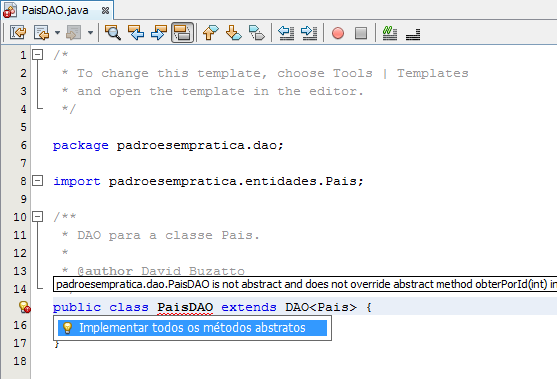 PaisDAO.java
1 /*
2 * To change this template, choose Tools | Templates
3 * and open the template in the editor.
4 */
5
6 package padroesempratica.dao;
7
8 import padroesempratica.entidades.Pais;
9
10 /**
11 * DAO para a classe Pais.
12 *
13 * @author David Buzatto
padroesempratica.dao.PaisDAO is not abstract and does not override abstract method obterPorId(int) in
14
public class PaisDAO extends DAO<Pais> {
16 Implementar todos os métodos abstratos
17 }
18